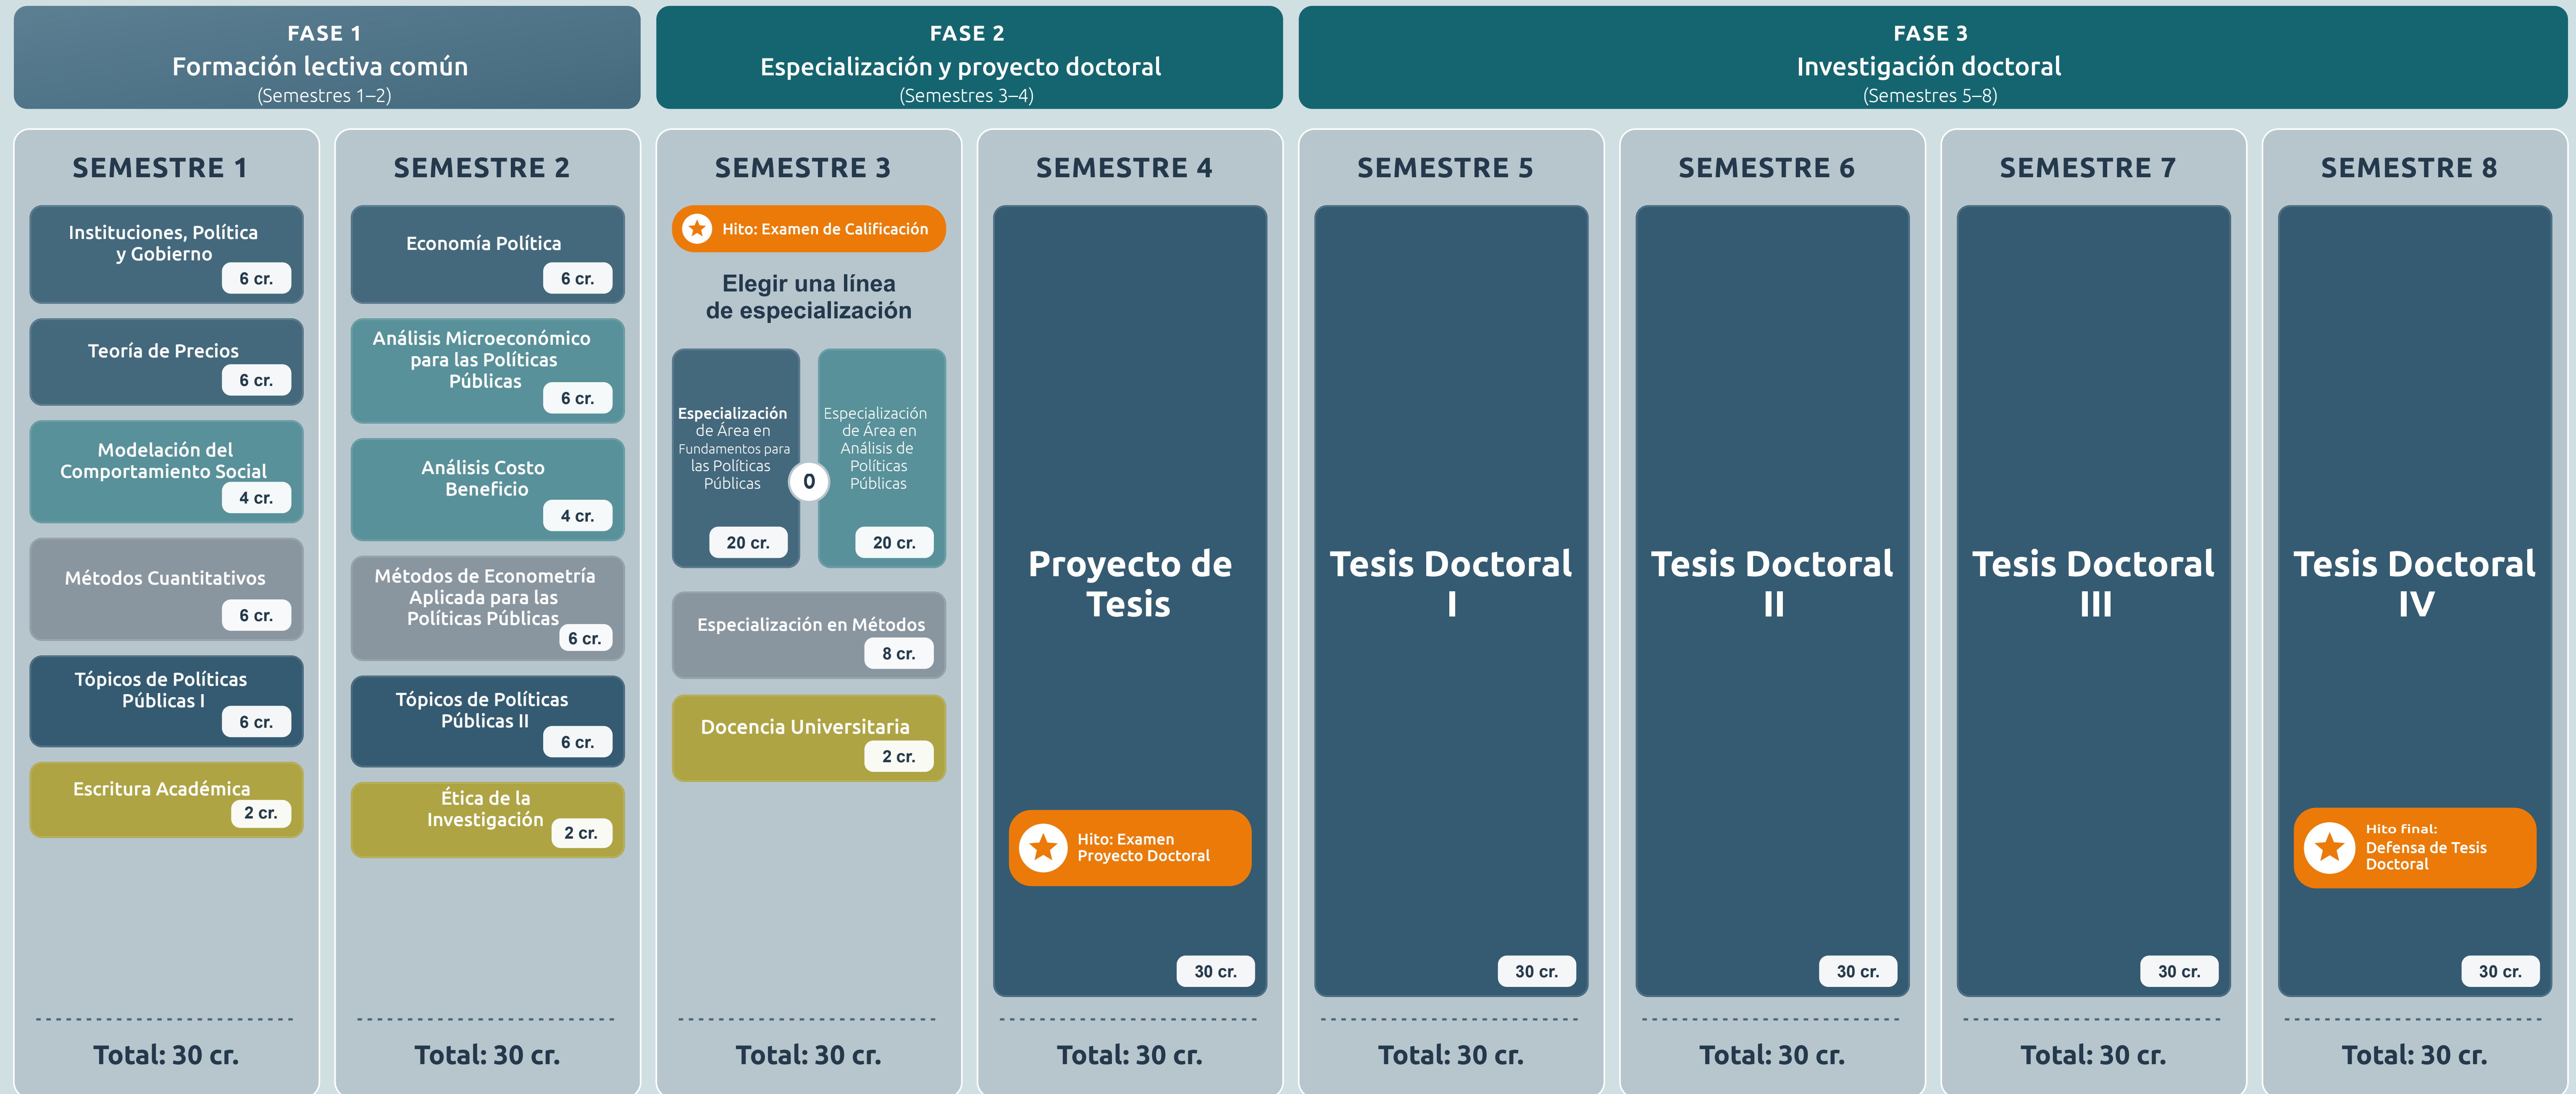 FASE 1
Formación lectiva común
(Semestres 1–2)
FASE 2
Especialización y proyecto doctoral
(Semestres 3–4)
FASE 3
Investigación doctoral
(Semestres 5–8)
SEMESTRE 1
Instituciones, Política
y Gobierno
6 cr.
Teoría de Precios
6 cr.
Modelación del
Comportamiento Social
4 cr.
Métodos Cuantitativos
6 cr.
Tópicos de Políticas
Públicas I
6 cr.
Escritura Académica
2 cr.
Total: 30 cr.
SEMESTRE 2
Economía Política
6 cr.
Análisis Microeconómico
para las Políticas
Públicas
6 cr.
Análisis Costo
Beneficio
4 cr.
Métodos de Econometría
Aplicada para las
Políticas Públicas
6 cr.
Tópicos de Políticas
Públicas II
6 cr.
Ética de la
Investigación
2 cr.
Total: 30 cr.
SEMESTRE 3
Hito: Examen de Calificación
Elegir una línea
de especialización
Especialización
de Área en
Fundamentos para
las Políticas
Públicas
20 cr.
O
Especialización
de Área en
Análisis de
Políticas
Públicas
20 cr.
Especialización en Métodos
8 cr.
Docencia Universitaria
2 cr.
Total: 30 cr.
SEMESTRE 4
Proyecto de
Tesis
Hito: Examen
Proyecto Doctoral
30 cr.
Total: 30 cr.
SEMESTRE 5
Tesis Doctoral
I
30 cr.
Total: 30 cr.
SEMESTRE 6
Tesis Doctoral
II
30 cr.
Total: 30 cr.
SEMESTRE 7
Tesis Doctoral
III
30 cr.
Total: 30 cr.
SEMESTRE 8
Tesis Doctoral
IV
Hito final:
Defensa de Tesis
Doctoral
30 cr.
Total: 30 cr.